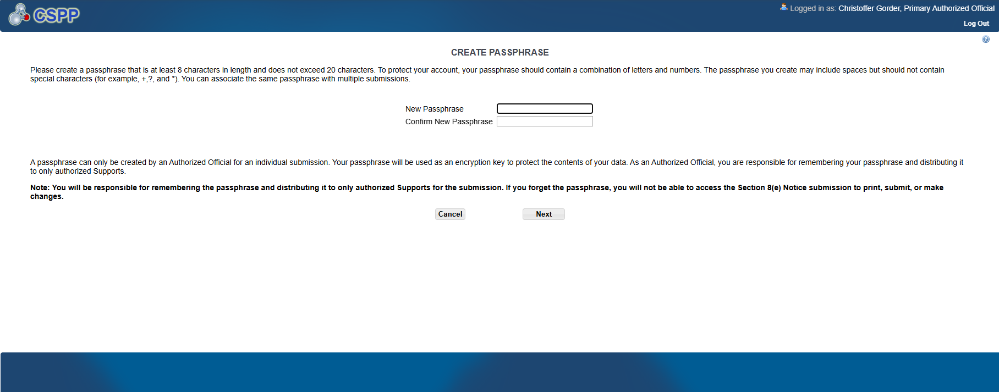 CSPP
Logged in as: Christoffer Gorder, Primary Authorized Official
Log Out
CREATE PASSPHRASE
Please create a passphrase that is at least 8 characters in length and does not exceed 20 characters. To protect your account, your passphrase should contain a combination of letters and numbers. The passphrase you create may include spaces but should not contain
special characters (for example, +,?, and *). You can associate the same passphrase with multiple submissions.
New Passphrase
Confirm New Passphrase
A passphrase can only be created by an Authorized Official for an individual submission. Your passphrase will be used as an encryption key to protect the contents of your data. As an Authorized Official, you are responsible for remembering your passphrase and distributing it
to only authorized Supports.
Note: You will be responsible for remembering the passphrase and distributing it to only authorized Supports for the submission. If you forget the passphrase, you will not be able to access the Section 8(e) Notice submission to print, submit, or make
changes.
Cancel Next